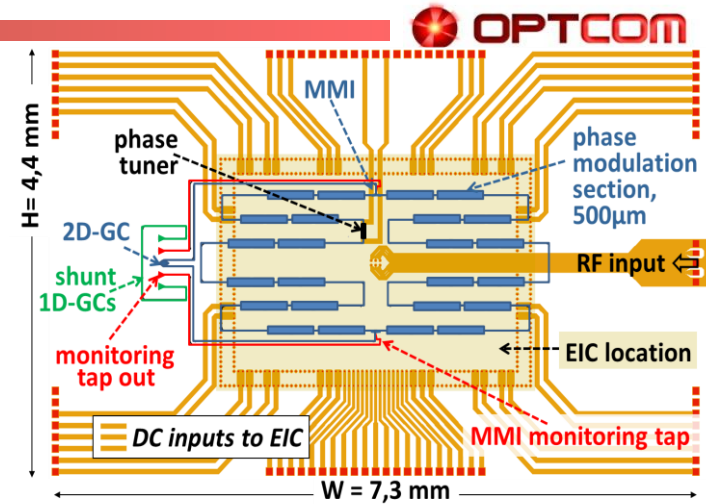 OPTCOM
H= 4,4 mm
MMI
phase
tuner
phase
modulation
section,
500µm
2D-GC
shunt
1D-GCs
RF input
monitoring
tap out
EIC location
DC inputs to EIC
MMI monitoring tap
W = 7,3 mm